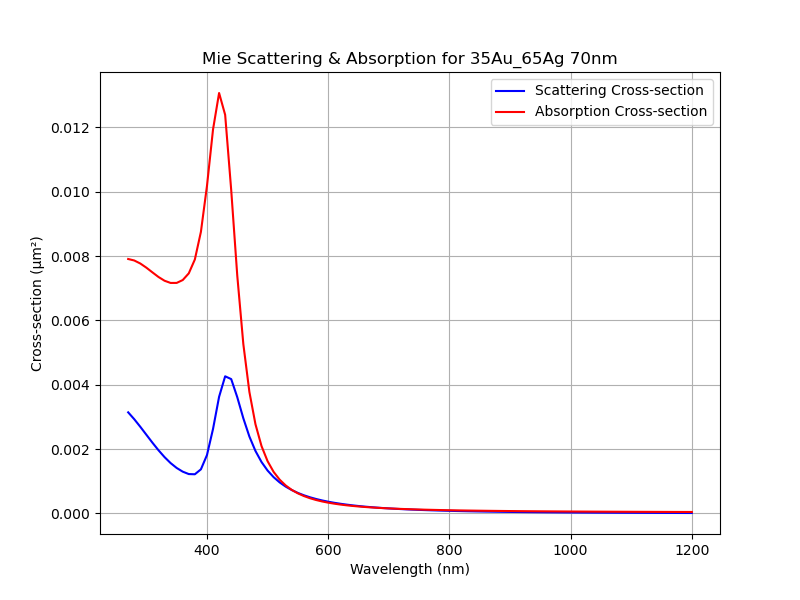 Mie Scattering & Absorption for 35Au_65Ag 70nm
Scattering Cross-section
Absorption Cross-section
0.012
0.010
0.008
0.006
0.004
0.002
0.000
Cross-section (μm²)
400 600 800 1000 1200
Wavelength (nm)